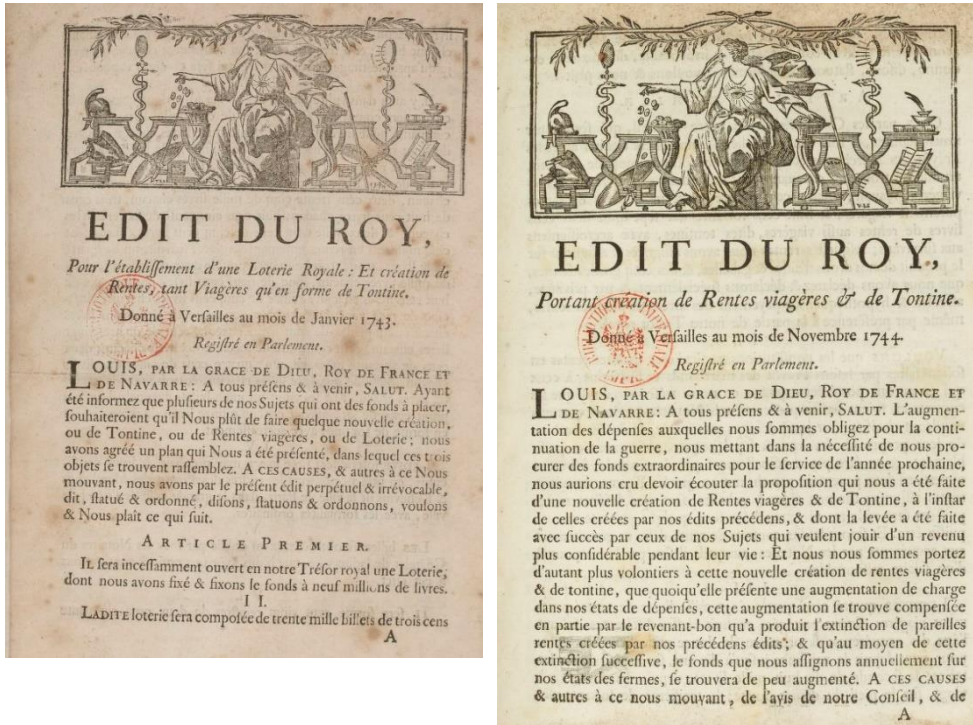 EDIT DU ROY,
Pour l'établiſſement d'une Loterie Royale : Et création de
Rentes, tant Viagères qu'en forme de Tontine.
Donné à Verſailles au mois de Janvier 1743.
Regiſtré en Parlement.
LOUIS, PAR LA GRACE DE DIEU, ROY DE FRANCE ET
DE NAVARRE : A tous préſens & à venir, SALUT. Ayant
été informez que pluſieurs de nos Sujets qui ont des fonds à placer,
ſouhaiteroient qu'il Nous plût de faire quelque nouvelle création,
ou de Tontine, ou de Rentes viagères, ou de Loterie ; nous
avons agréé un plan qui Nous a été préſenté, dans lequel ces trois
objets ſe trouvent raſſemblez. A CES CAUSES, & autres à ce Nous
mouvant, nous avons par le préſent édit perpétuel & irrévocable,
dit, ſtatué & ordonné, diſons, ſtatuons & ordonnons, voulons
& Nous plaît ce qui ſuit.
ARTICLE PREMIER.
IL ſera inceſſamment ouvert en notre Tréſor royal une Loterie,
dont nous avons fixé & fixons le fonds à neuf millions de livres.
II.
LADITE loterie ſera compoſée de trente mille billets de trois cens
A
EDIT DU ROY,
Portant création de Rentes viagères & de Tontine.
Donné à Verſailles au mois de Novembre 1744.
Regiſtré en Parlement.
LOUIS, PAR LA GRACE DE DIEU, ROY DE FRANCE ET
DE NAVARRE : A tous préſens & à venir, SALUT. L'augmen-
tation des dépenſes auxquelles nous ſommes obligez pour la conti-
nuation de la guerre, nous mettant dans la néceſſité de nous pro-
curer des fonds extraordinaires pour le ſervice de l'année prochaine,
nous aurions cru devoir écouter la propoſition qui nous a été faite
d'une nouvelle création de Rentes viagères & de Tontine, à l'inſtar
de celles créées par nos édits précédens, & dont la levée a été faite
avec ſuccès par ceux de nos Sujets qui veulent jouir d'un revenu
plus conſidérable pendant leur vie : Et nous nous ſommes portez
d'autant plus volontiers à cette nouvelle création de rentes viagères
& de tontine, que quoiqu'elle préſente une augmentation de charge
dans nos états de dépenſes, cette augmentation ſe trouve compenſée
en partie par le revenant-bon qu'a produit l'extinction de pareilles
rentes créées par nos précédens édits ; & qu'au moyen de cette
extinction ſucceſſive, le fonds que nous aſſignons annuellement ſur
nos états des fermes, ſe trouvera de peu augmenté. A CES CAUSES
& autres à ce nous mouvant, de l'avis de notre Conſeil, & de
A